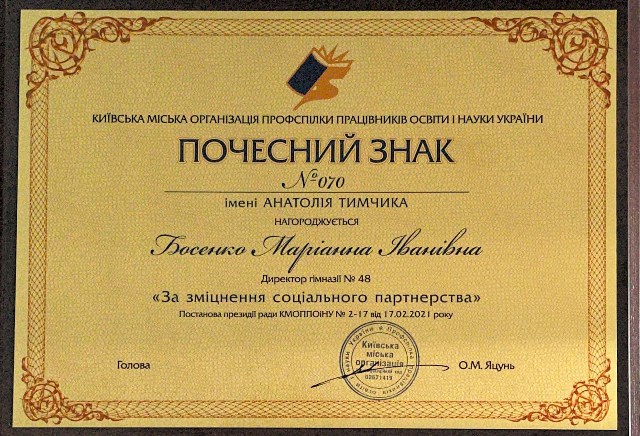 КИЇВСЬКА МІСЬКА ОРГАНІЗАЦІЯ ПРОФСПІЛКИ ПРАЦІВНИКІВ ОСВІТИ І НАУКИ УКРАЇНИ
ПОЧЕСНИЙ ЗНАК
№070
імені АНАТОЛІЯ ТИМЧИКА
НАГОРОДЖУЄТЬСЯ
Босенко Маріанна Іванівна
Директор гімназії № 48
«За зміцнення соціального партнерства»
Постанова президії ради КМОППОІНУ № 2-17 від 17.02.2021 року
Київська
міська
організація
02671419
Голова
О.М. Яцунь